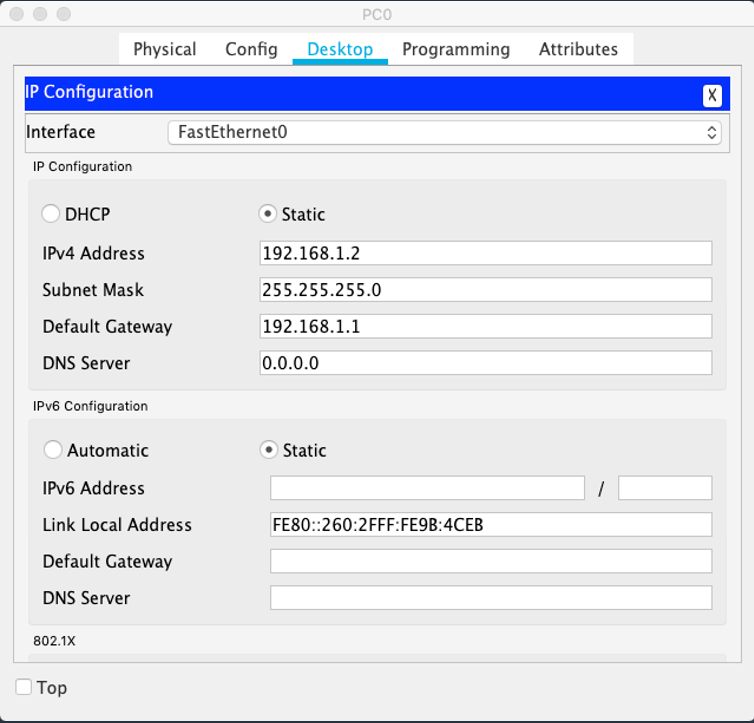 PC0
Physical Config Desktop Programming Attributes
IP Configuration X
Interface FastEthernet0
IP Configuration
DHCP Static
IPv4 Address 192.168.1.2
Subnet Mask 255.255.255.0
Default Gateway 192.168.1.1
DNS Server 0.0.0.0
IPv6 Configuration
Automatic Static
IPv6 Address /
Link Local Address FE80::260:2FFF:FE9B:4CEB
Default Gateway
DNS Server
802.1X
Top